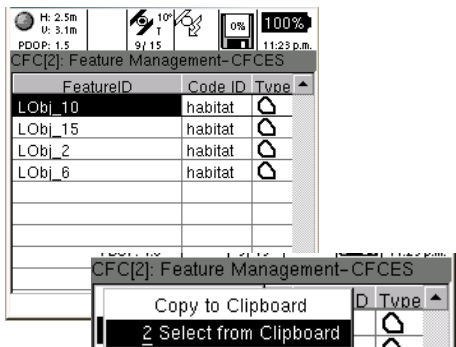 H: 2.5m
V: 3.1m
PDOP: 1.5
10°
T
9/ 15
0%
100%
11:23 p.m.
CFC[2]: Feature Management-CFCES
FeatureID Code ID Type
LObj_10 habitat
LObj_15 habitat
LObj_2 habitat
LObj_6 habitat
CFC[2]: Feature Management-CFCES
Copy to Clipboard D Type
2 Select from Clipboard